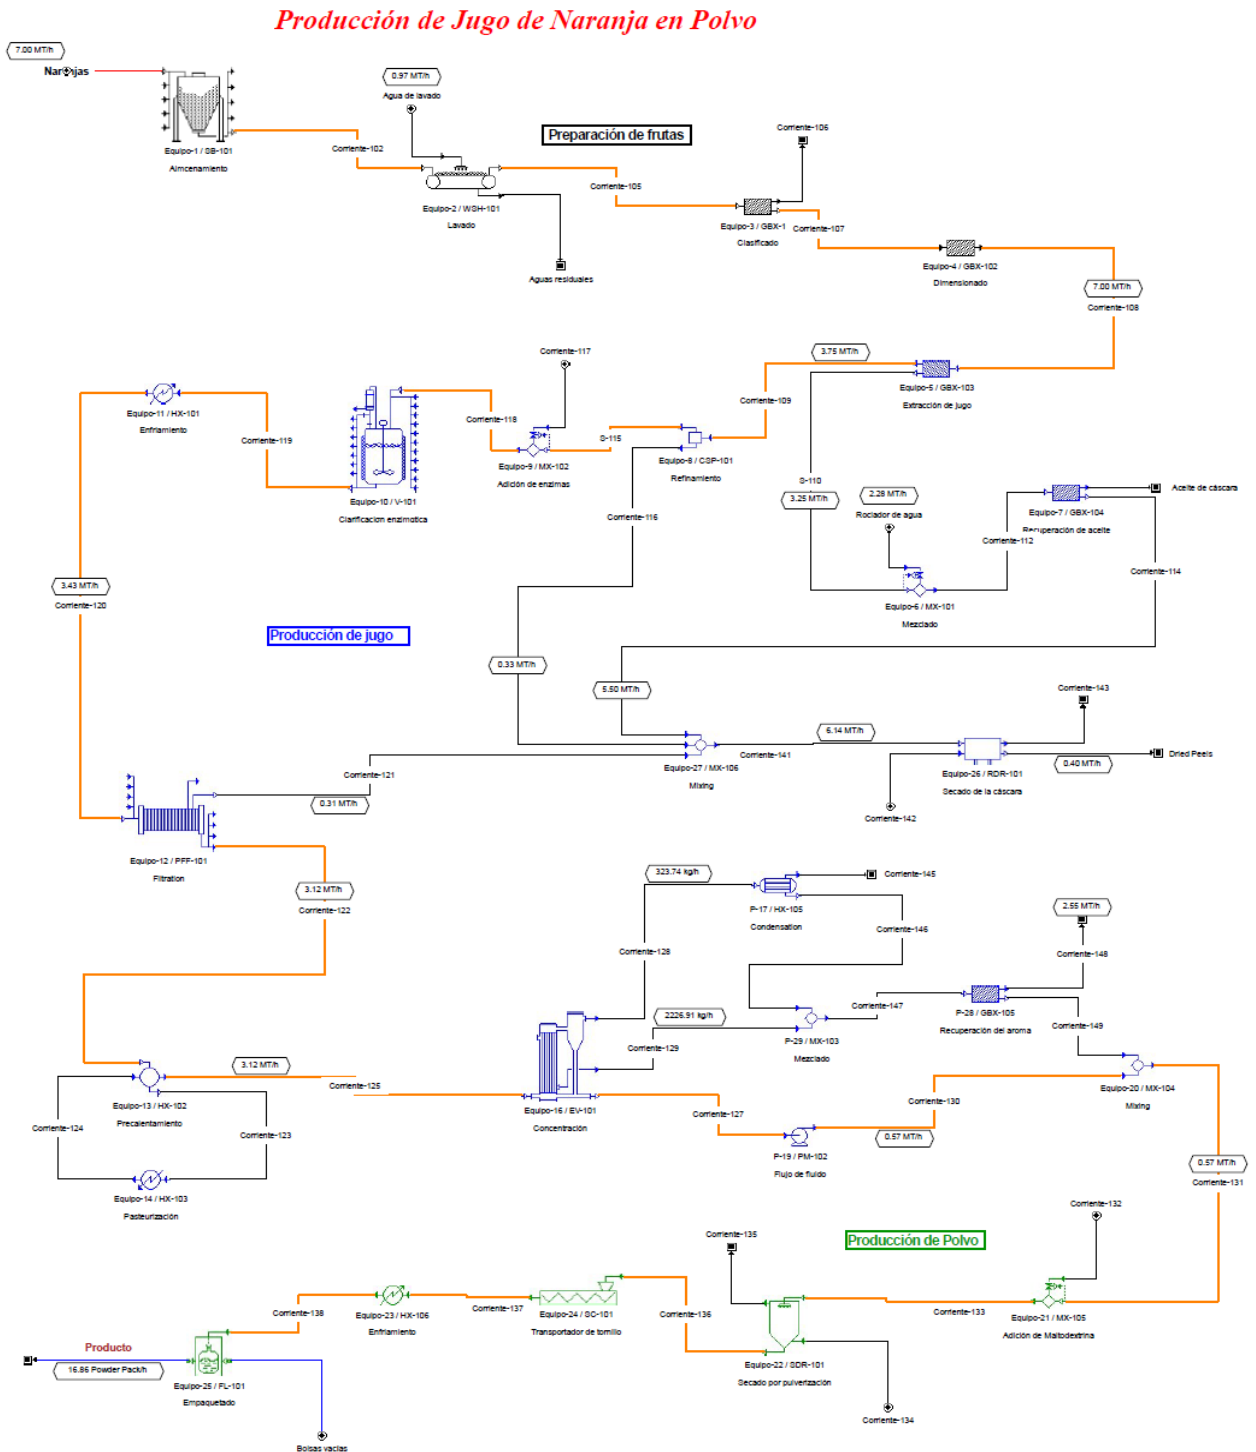 Producción de Jugo de Naranja en Polvo
7.00 MT/h
Naranjas
Equipo-1 / SB-101
Almcenamiento
Corriente-102
0.97 MT/h
Agua de lavado
Equipo-2 / WSH-101
Lavado
Aguas residuales
Preparación de frutas
Corriente-105
Corriente-106
Equipo-3 / GBX-1
Clasificado
Corriente-107
Equipo-4 / GBX-102
Dimensionado
7.00 MT/h
Corriente-108
Corriente-117
3.75 MT/h
Equipo-5 / GBX-103
Extracción de jugo
Corriente-109
Equipo-11 / HX-101
Enfriamiento
Corriente-119
Corriente-118
S-115
Equipo-9 / MX-102
Adición de enzimas
Equipo-8 / CSP-101
Refinamiento
Equipo-10 / V-101
Clarificacion enzimotica
S-110
3.25 MT/h
2.28 MT/h
Rociador de agua
Aceite de cáscara
Equipo-7 / GBX-104
Recuperación de aceite
Corriente-116
Corriente-112
Corriente-114
Equipo-6 / MX-101
Mezclado
3.43 MT/h
Corriente-120
Producción de jugo
0.33 MT/h
5.50 MT/h
Corriente-143
6.14 MT/h
Corriente-141
Equipo-27 / MX-106
Mixing
Dried Peels
0.40 MT/h
Equipo-26 / RDR-101
Secado de la cáscara
Corriente-142
Corriente-121
0.31 MT/h
Equipo-12 / PFF-101
Filtration
3.12 MT/h
Corriente-122
323.74 kg/h
Corriente-145
P-17 / HX-105
Condensation
Corriente-146
Corriente-128
2.55 MT/h
Corriente-148
Corriente-147
P-28 / GBX-105
Recuperación del aroma
Corriente-149
2226.91 kg/h
Corriente-129
P-29 / MX-103
Mezclado
3.12 MT/h
Corriente-125
Equipo-13 / HX-102
Precalentamiento
Corriente-124
Corriente-123
Equipo-14 / HX-103
Pasteurización
Equipo-16 / EV-101
Concentración
Corriente-127
P-19 / PM-102
Flujo de fluido
0.57 MT/h
Corriente-130
Equipo-20 / MX-104
Mixing
0.57 MT/h
Corriente-131
Corriente-132
Corriente-135
Producción de Polvo
Corriente-138
Equipo-23 / HX-106
Enfriamiento
Corriente-137
Equipo-24 / SC-101
Transportador de tornillo
Corriente-136
Corriente-133
Equipo-21 / MX-105
Adición de Maltodextrina
Equipo-22 / SDR-101
Secado por pulverización
Corriente-134
Producto
16.86 Powder Pack/h
Equipo-25 / FL-101
Empaquetado
Bolsas vacías